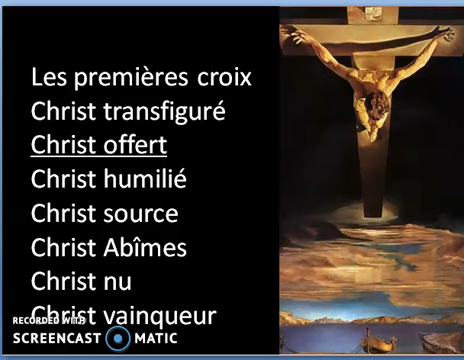 Les premières croix
Christ transfiguré
Christ offert
Christ humilié
Christ source
Christ Abîmes
Christ nu
Christ vainqueur
RECORDED WITH
SCREENCAST MATIC